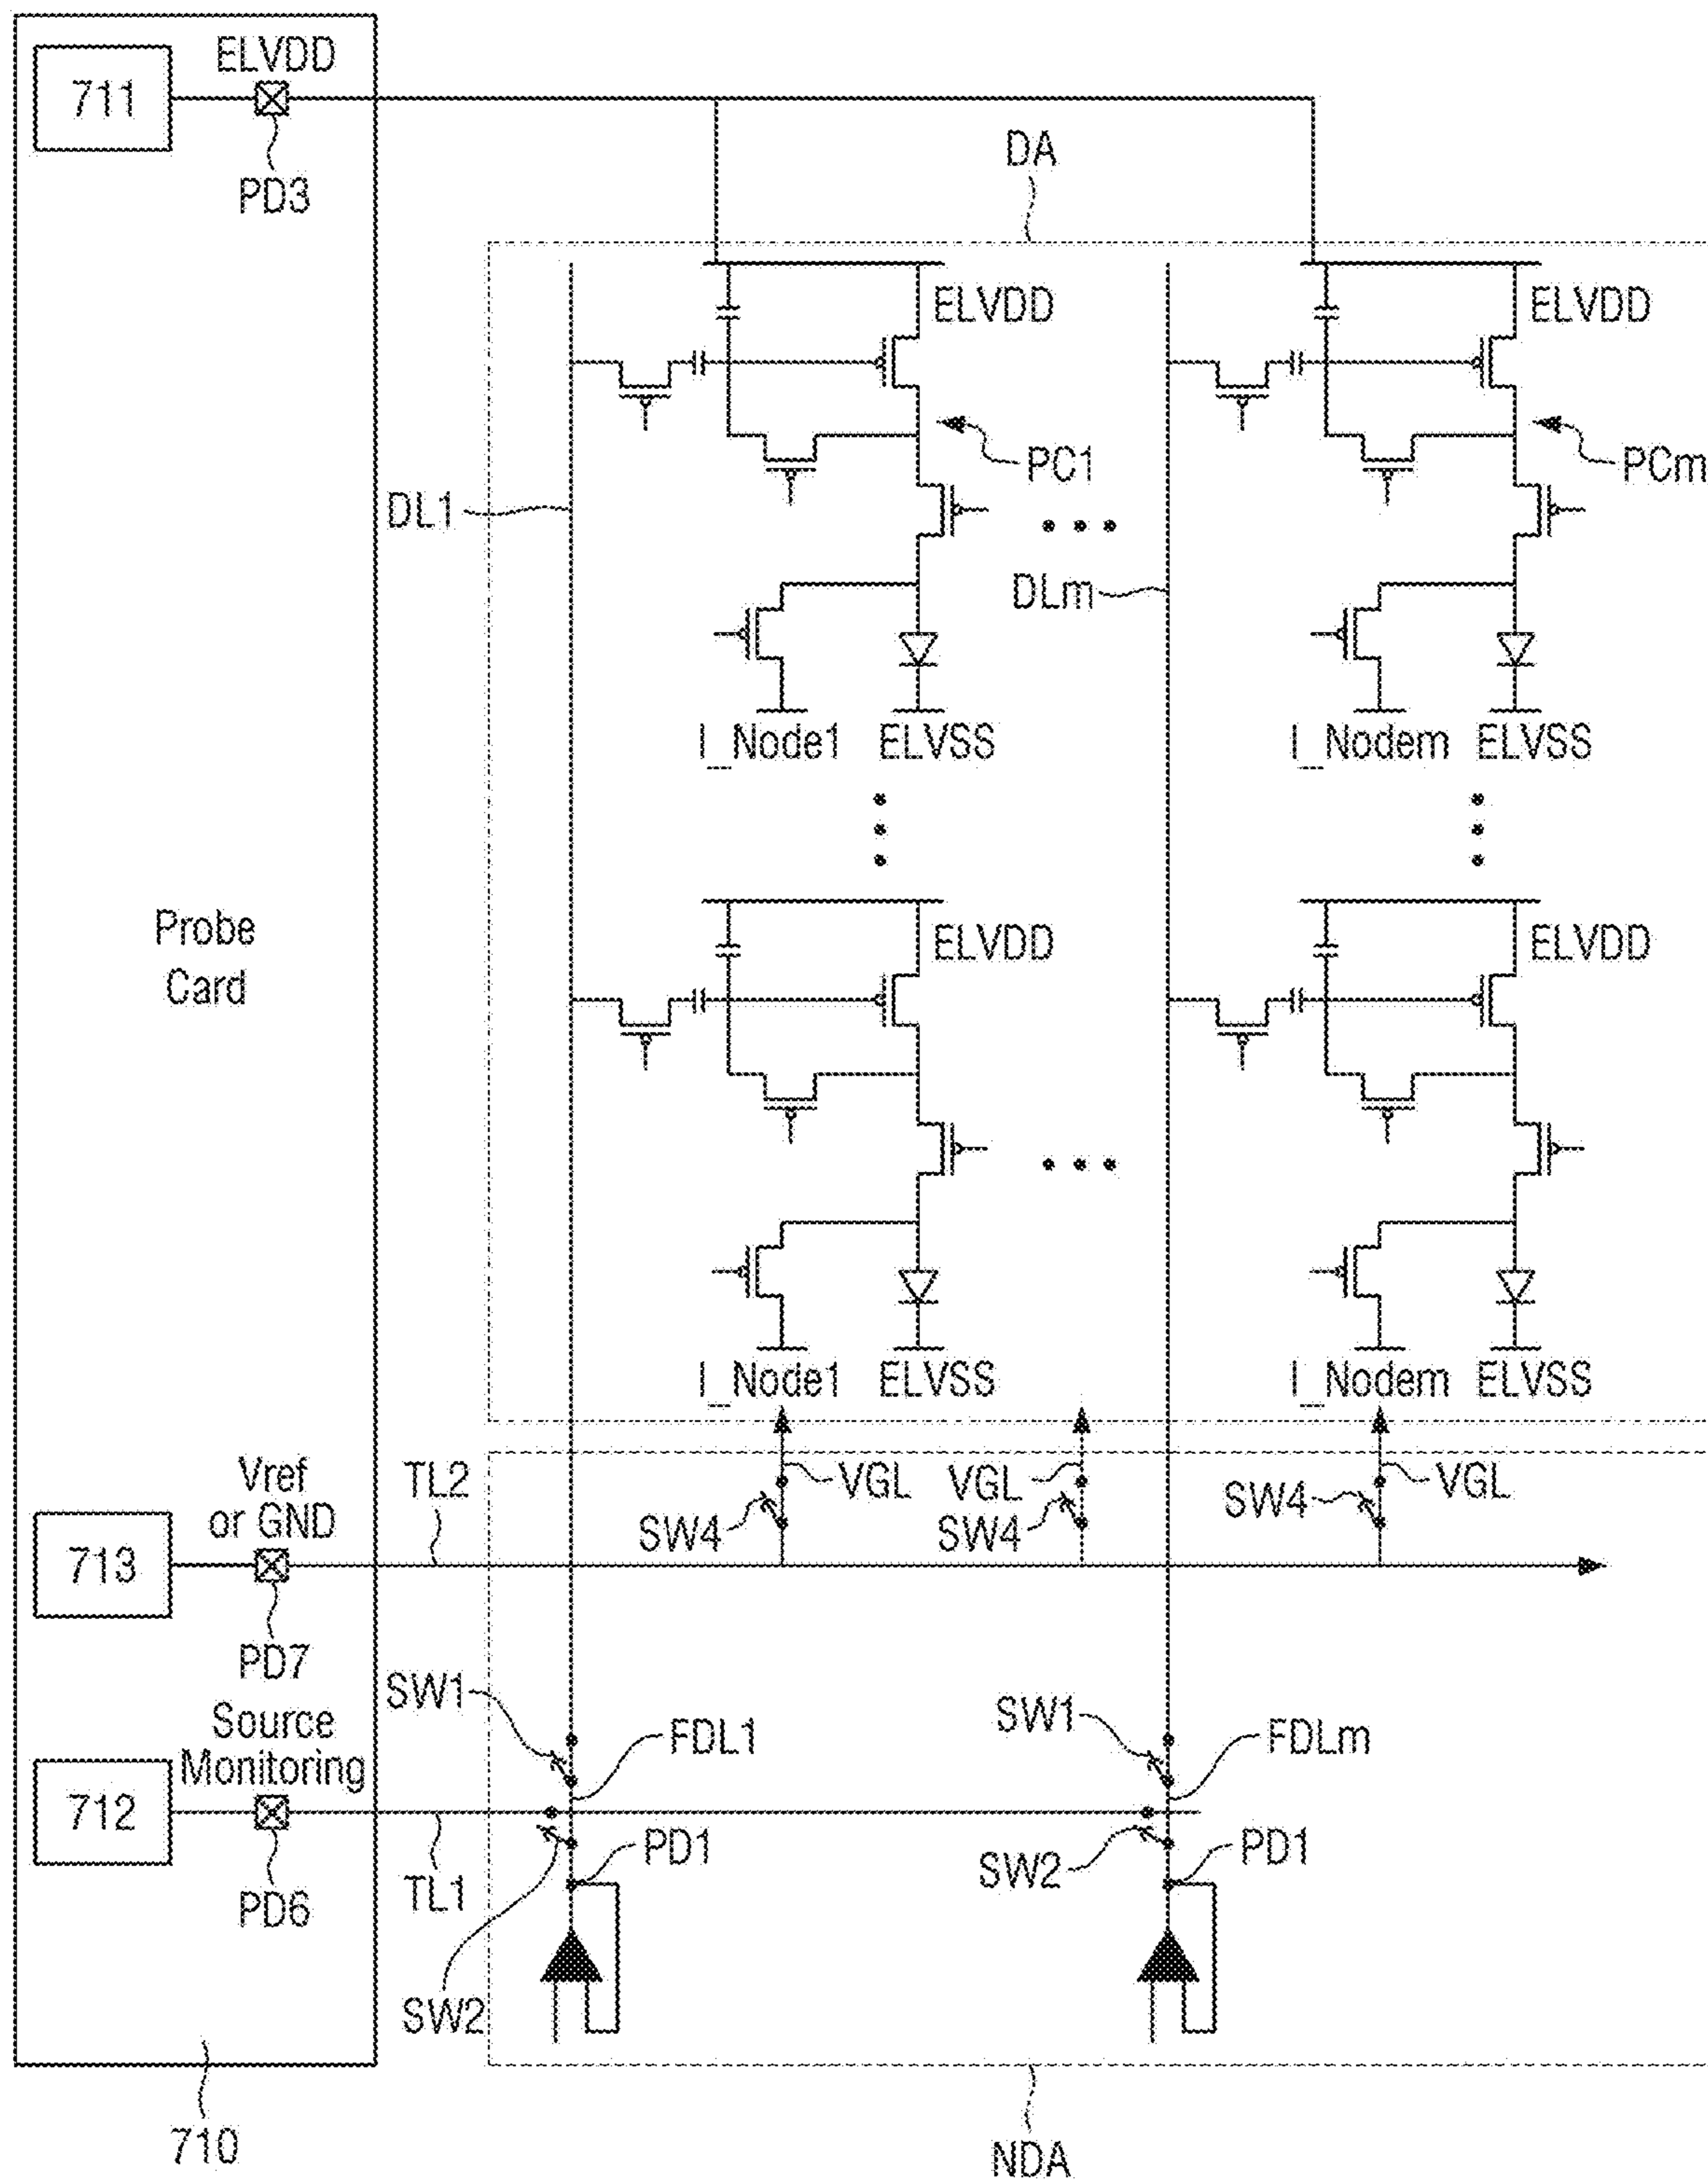 ELVDD
711
PD3
DA
ELVDD
ELVDD
PC1
PCm
DL1
DLm
I_Node1 ELVSS
I_Nodem ELVSS
Probe
Card
ELVDD
ELVDD
I_Node1 ELVSS
I_Nodem ELVSS
Vref
or GND
TL2
VGL
VGL
VGL
SW4
SW4
SW4
713
PD7
SW1
SW1
Source
Monitoring
FDL1
FDLm
712
PD1
PD1
SW2
TL1
PD6
SW2
710
NDA